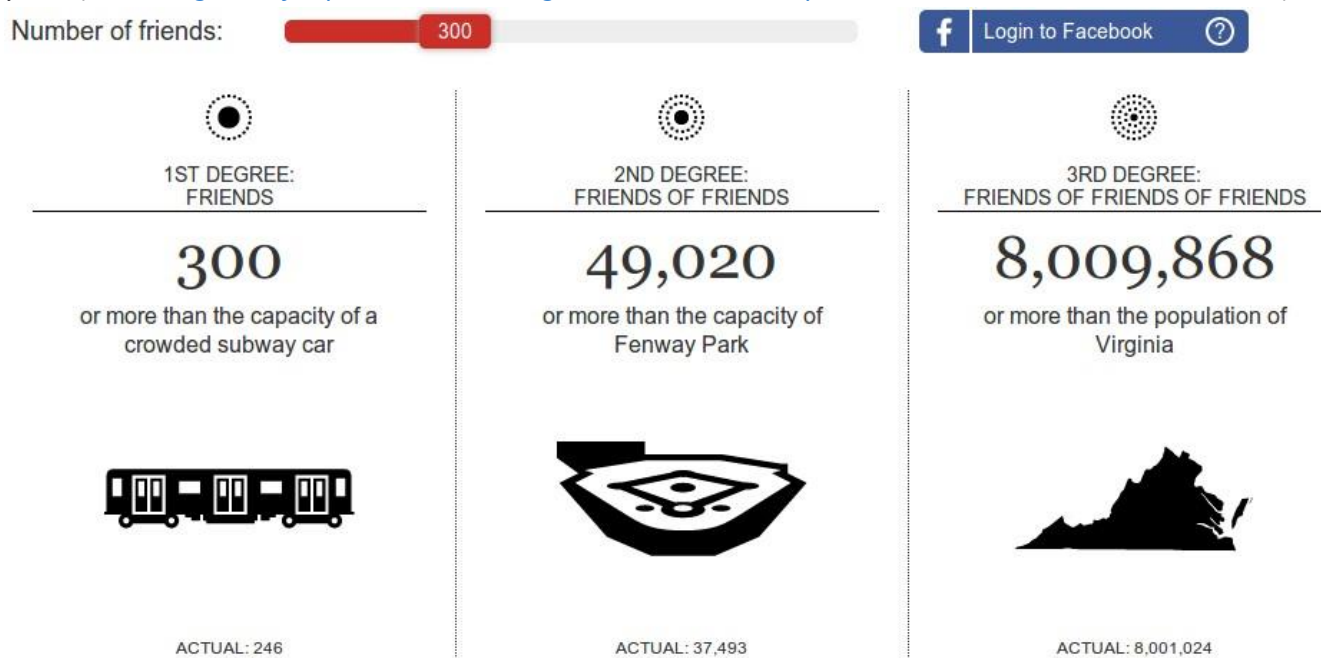 Number of friends:
300
Login to Facebook
?
1ST DEGREE:
FRIENDS
300
or more than the capacity of a
crowded subway car
ACTUAL: 246
2ND DEGREE:
FRIENDS OF FRIENDS
49,020
or more than the capacity of
Fenway Park
ACTUAL: 37,493
3RD DEGREE:
FRIENDS OF FRIENDS OF FRIENDS
8,009,868
or more than the population of
Virginia
ACTUAL: 8,001,024